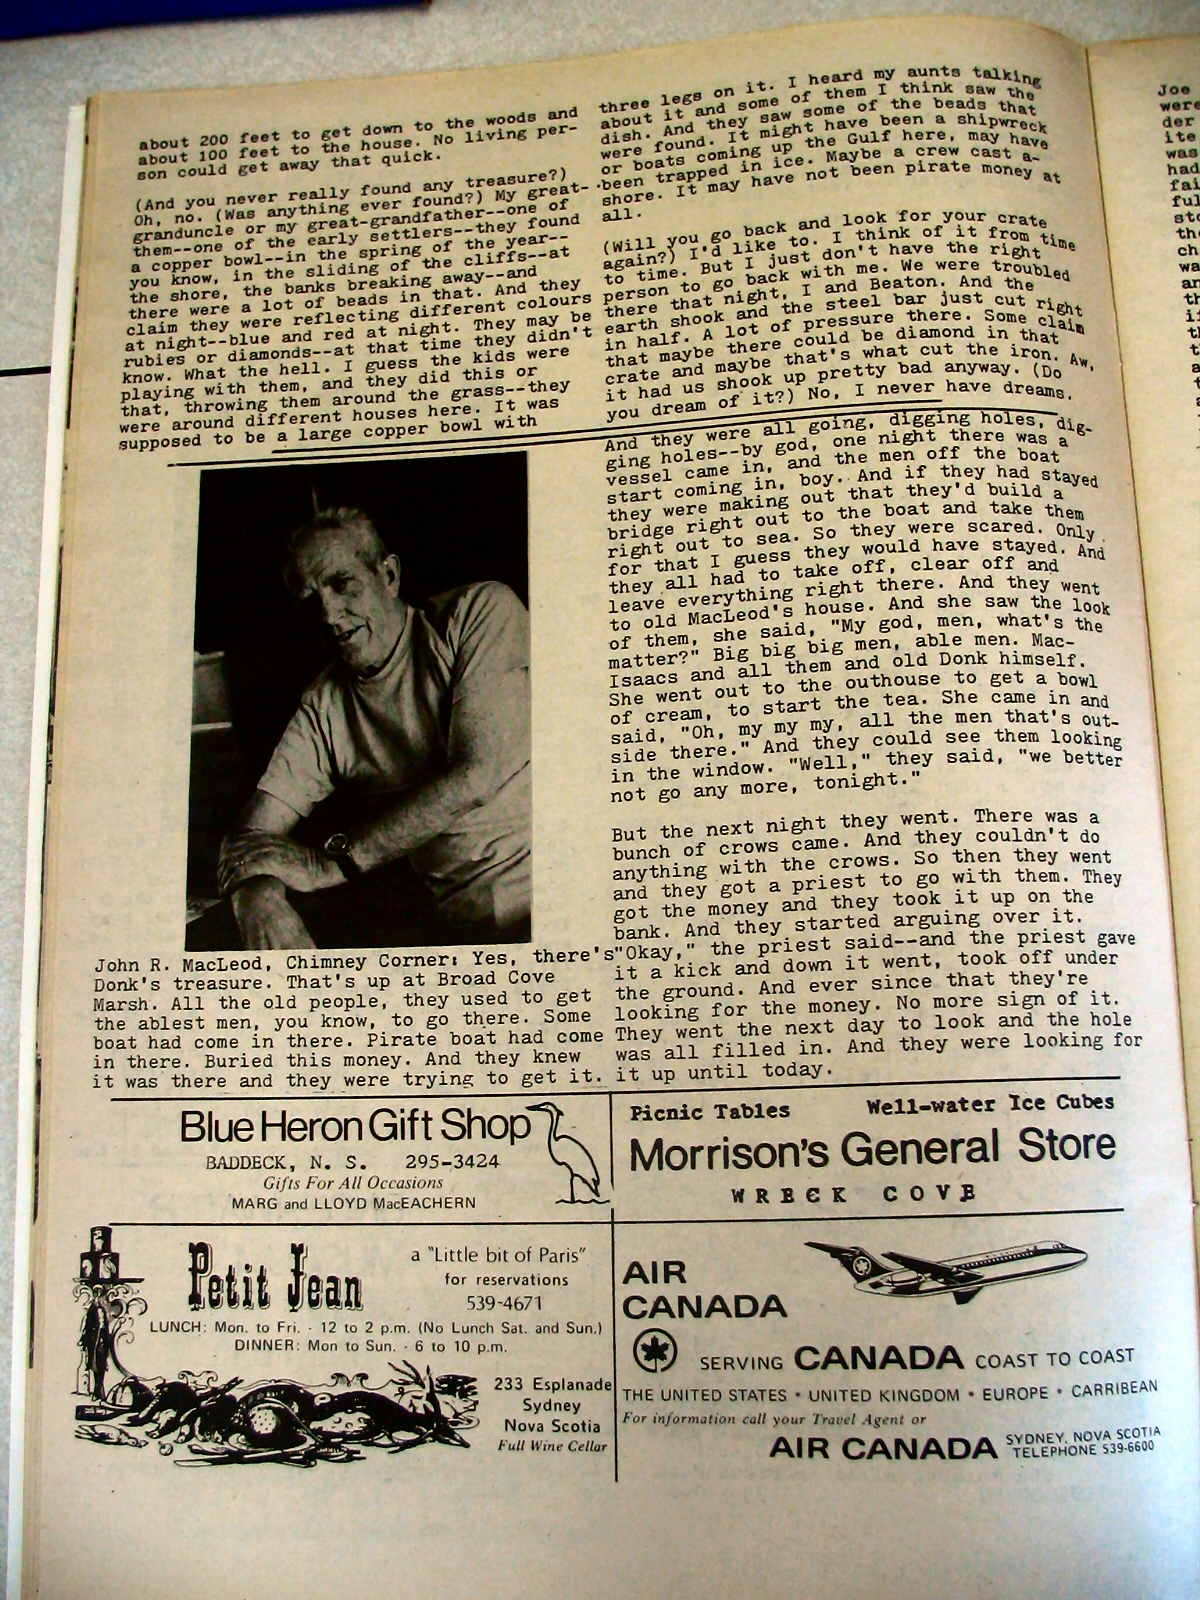 about 200 feet to get down to the woods and
about 100 feet to the house. No living per-
son could get away that quick.
(And you never really found any treasure?)
Oh, no. (Was anything ever found?) My great-
granduncle or my great-grandfather--one of
them--one of the early settlers--they found
a copper bowl--in the spring of the year--
you know, in the sliding of the cliffs--at
the shore, the banks breaking away--and
there were a lot of beads in that. And they
claim they were reflecting different colours
at night--blue and red at night. They may be
rubies or diamonds--at that time they didn't
know. What the hell. I guess the kids were
playing with them, and they did this or
that, throwing them around the grass--they
were around different houses here. It was
supposed to be a large copper bowl with
three legs on it. I heard my aunts talking
about it and some of them I think saw the
dish. And they saw some of the beads that
were found. It might have been a shipwreck
or boats coming up the Gulf here, may have
been trapped in ice. Maybe a crew cast a-
shore. It may have not been pirate money at
all.
(Will you go back and look for your crate
again?) I'd like to. I think of it from time
to time. But I just don't have the right
person to go back with me. We were troubled
there that night, I and Beaton. And the
earth shook and the steel bar just cut right
in half. A lot of pressure there. Some claim
that maybe there could be diamond in that
crate and maybe that's what cut the iron. Aw,
it had us shook up pretty bad anyway. (Do
you dream of it?) No, I never have dreams.
John R. MacLeod, Chimney Corner: Yes, there's
Donk's treasure. That's up at Broad Cove
Marsh. All the old people, they used to get
the ablest men, you know, to go there. Some
boat had come in there. Pirate boat had come
in there. Buried this money. And they knew
it was there and they were trying to get it.
And they were all going, digging holes, dig-
ging holes--by god, one night there was a
vessel came in, and the men off the boat
start coming in, boy. And if they had stayed
they were making out that they'd build a
bridge right out to the boat and take them
right out to sea. So they were scared. Only
for that I guess they would have stayed. And
they all had to take off, clear off and
leave everything right there. And they went
to old MacLeod's house. And she saw the look
of them, she said, "My god, men, what's the
matter?" Big big big men, able men. Mac-
Isaacs and all them and old Donk himself.
She went out to the outhouse to get a bowl
of cream, to start the tea. She came in and
said, "Oh, my my my, all the men that's out-
side there." And they could see them looking
in the window. "Well," they said, "we better
not go any more, tonight."
But the next night they went. There was a
bunch of crows came. And they couldn't do
anything with the crows. So then they went
and they got a priest to go with them. They
got the money and they took it up on the
bank. And they started arguing over it.
"Okay," the priest said--and the priest gave
it a kick and down it went, took off under
the ground. And ever since that they're
looking for the money. No more sign of it.
They went the next day to look and the hole
was all filled in. And they were looking for
it up until today.
Blue Heron Gift Shop
BADDECK, N. S. 295-3424
Gifts For All Occasions
MARG and LLOYD MacEACHERN
Picnic Tables Well-water Ice Cubes
Morrison's General Store
WRECK COVE
Petit Jean
a "Little bit of Paris"
for reservations
539-4671
LUNCH: Mon. to Fri. - 12 to 2 p.m. (No Lunch Sat. and Sun.)
DINNER: Mon to Sun. - 6 to 10 p.m.
233 Esplanade
Sydney
Nova Scotia
Full Wine Cellar
AIR
CANADA
SERVING CANADA COAST TO COAST
THE UNITED STATES • UNITED KINGDOM • EUROPE • CARRIBEAN
For information call your Travel Agent or
AIR CANADA SYDNEY, NOVA SCOTIA
TELEPHONE 539-6600
Joe
were